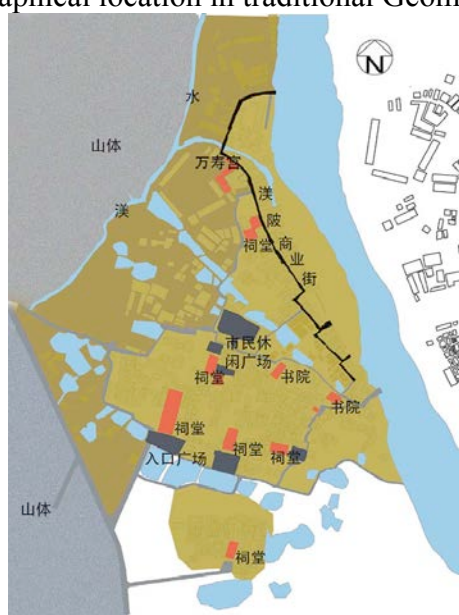 aphical location in traditional Geom
N
水
山体
万寿宫
渼
渼陂商业街
祠堂
市民休
闲广场
祠堂
书院
书院
祠堂
祠堂
祠堂
入口广场
山体
祠堂